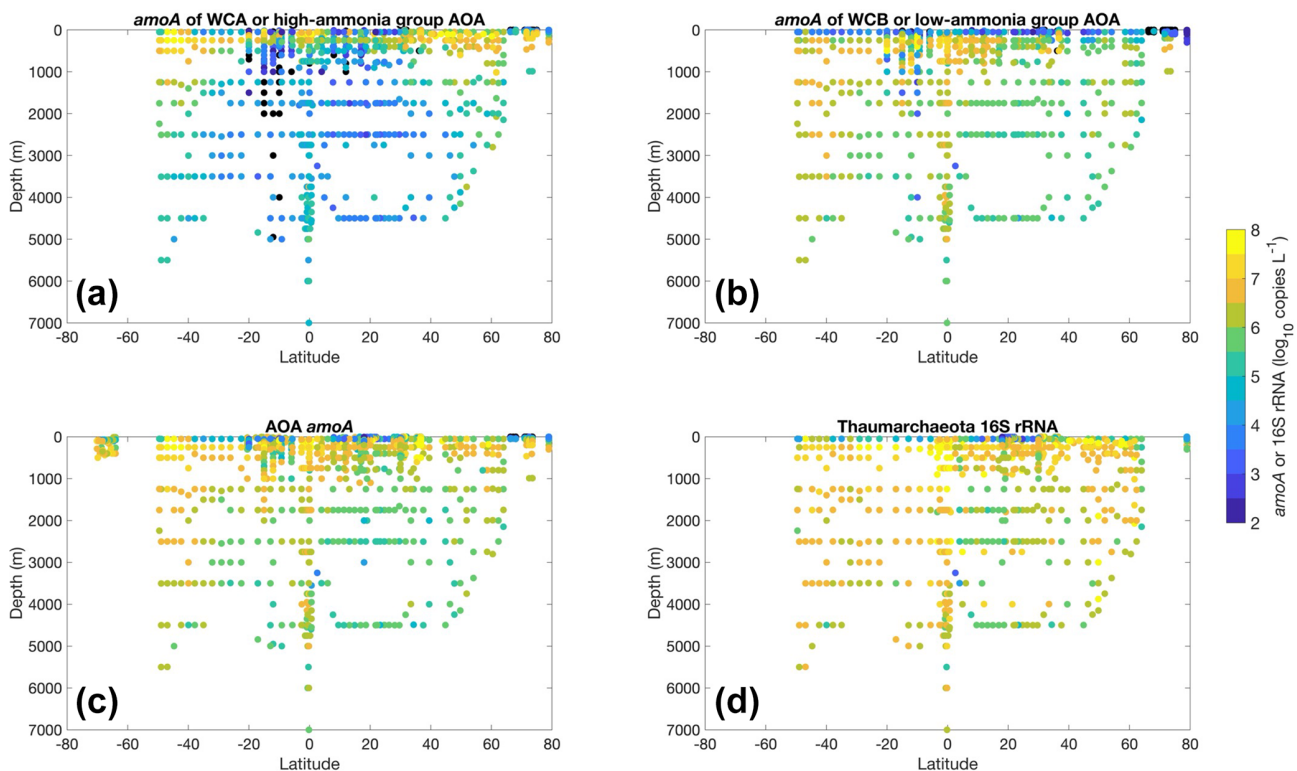 amoA of WCA or high-ammonia group AOA
0
1000
2000
3000
4000
5000
6000
7000
Depth (m)
(a)
-80 -60 -40 -20 0 20 40 60 80
Latitude
amoA of WCB or low-ammonia group AOA
0
1000
2000
3000
4000
5000
6000
7000
Depth (m)
(b)
-80 -60 -40 -20 0 20 40 60 80
Latitude
8
7
6
5
4
3
2
amoA or 16S rRNA (log10 copies L−1)
AOA amoA
0
1000
2000
3000
4000
5000
6000
7000
Depth (m)
(c)
-80 -60 -40 -20 0 20 40 60 80
Latitude
Thaumarchaeota 16S rRNA
0
1000
2000
3000
4000
5000
6000
7000
Depth (m)
(d)
-80 -60 -40 -20 0 20 40 60 80
Latitude